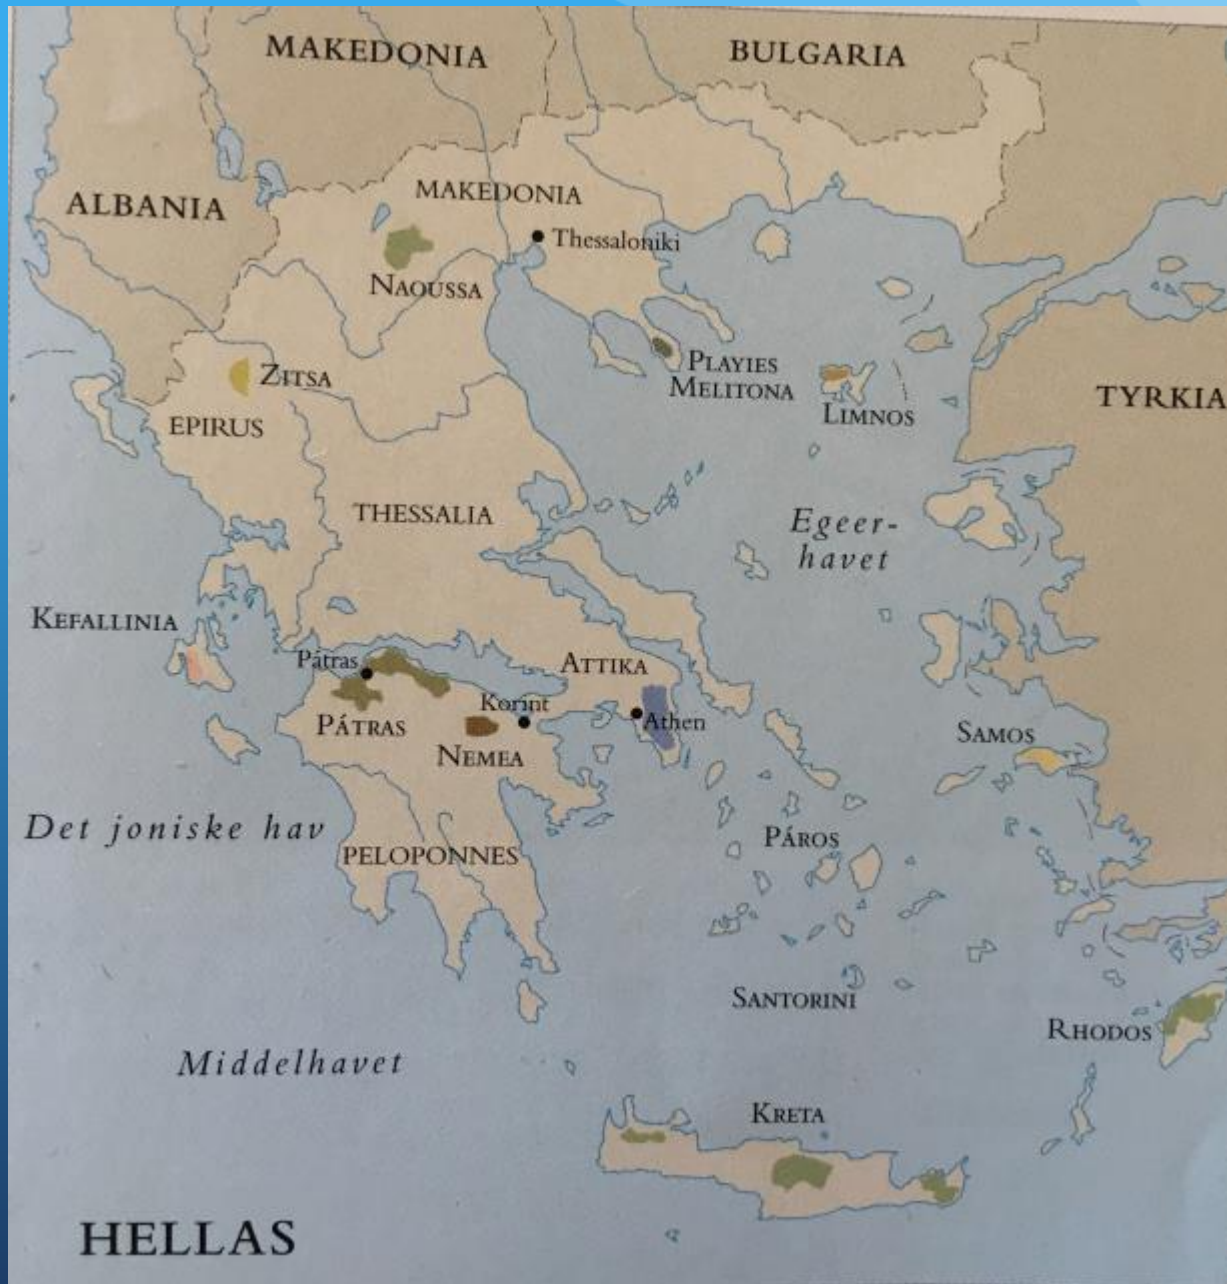 MAKEDONIA
BULGARIA
ALBANIA
MAKEDONIA
Thessaloniki
NAOUSSA
ZITSA
PLAYIES
MELITONA
LIMNOS
TYRKIA
EPIRUS
THESSALIA
Egeer-
havet
KEFALLINIA
Pátras
ATTIKA
Korint
Athen
PÁTRAS
NEMEA
SAMOS
Det joniske hav
PÁROS
PELOPONNES
SANTORINI
RHODOS
Middelhavet
KRETA
HELLAS